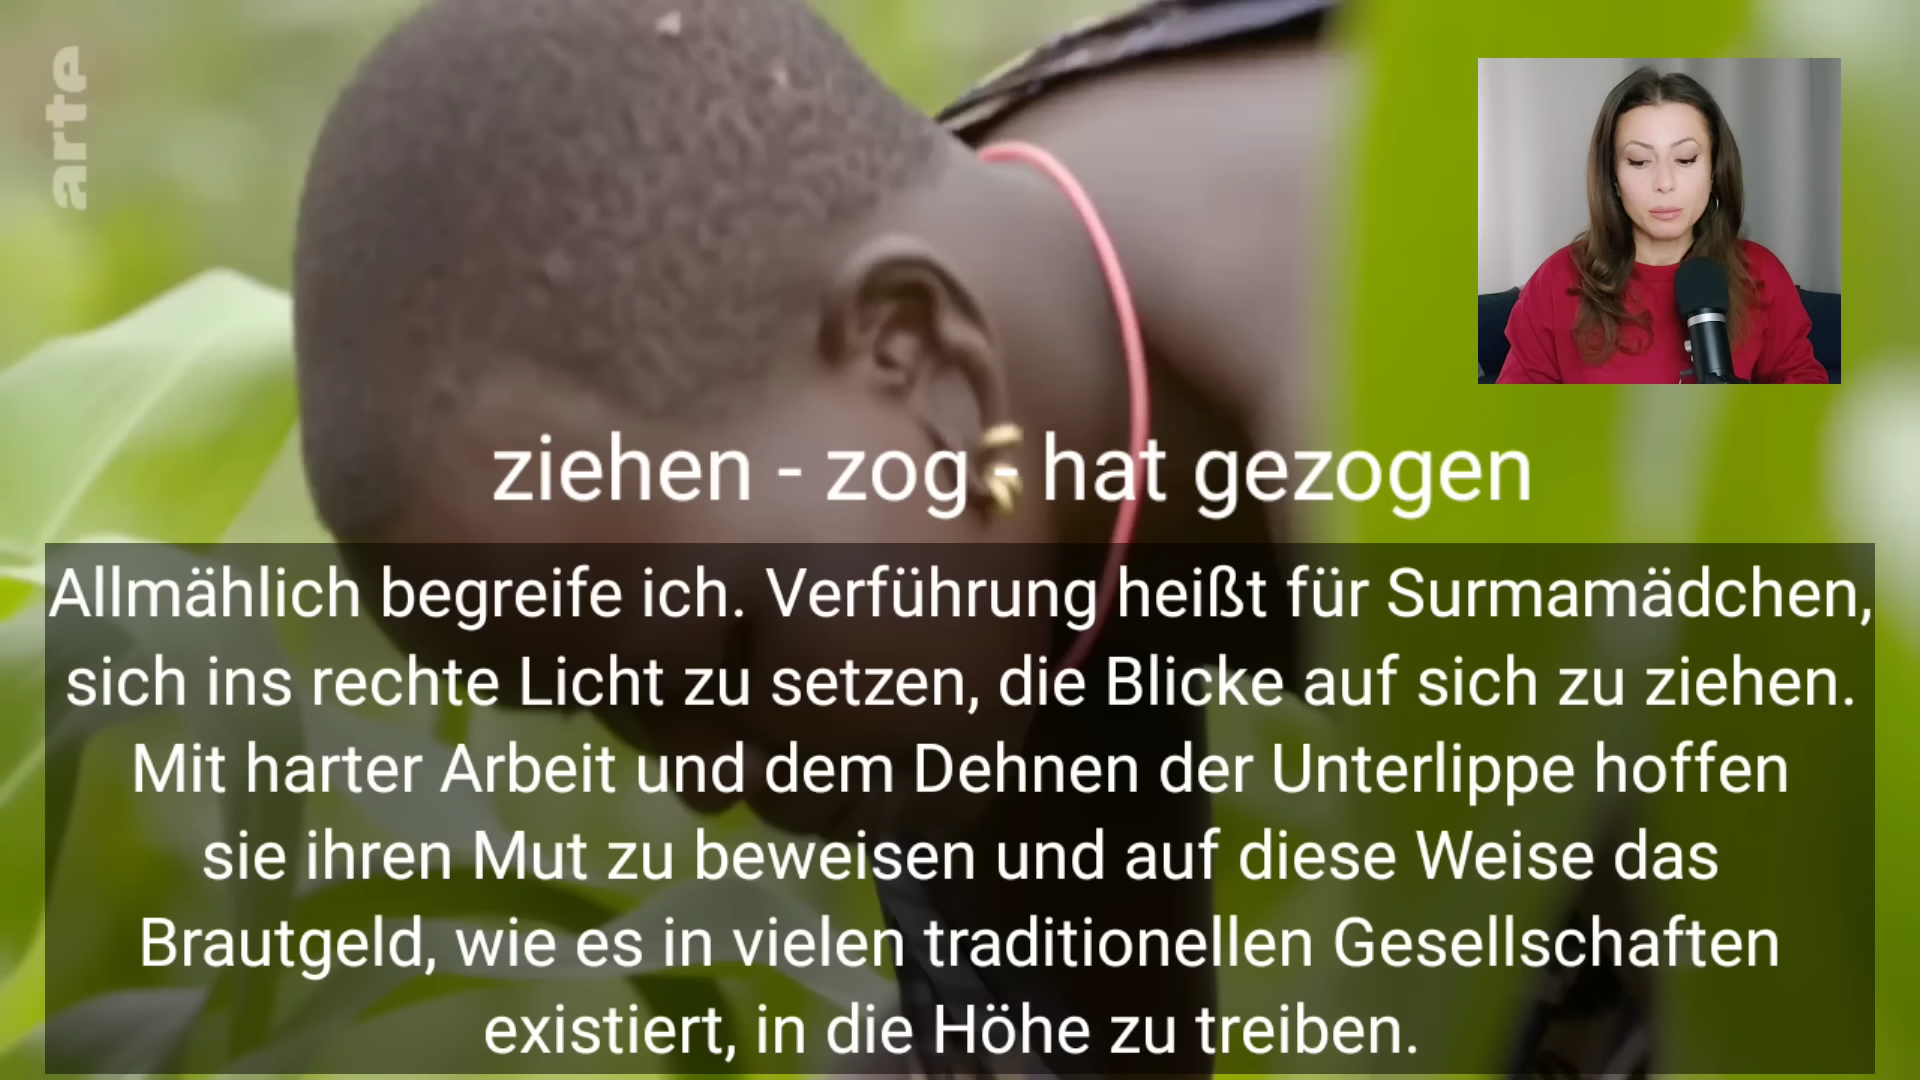 arte
ziehen - zog - hat gezogen
Allmählich begreife ich. Verführung heißt für Surmamädchen,
sich ins rechte Licht zu setzen, die Blicke auf sich zu ziehen.
Mit harter Arbeit und dem Dehnen der Unterlippe hoffen
sie ihren Mut zu beweisen und auf diese Weise das
Brautgeld, wie es in vielen traditionellen Gesellschaften
existiert, in die Höhe zu treiben.